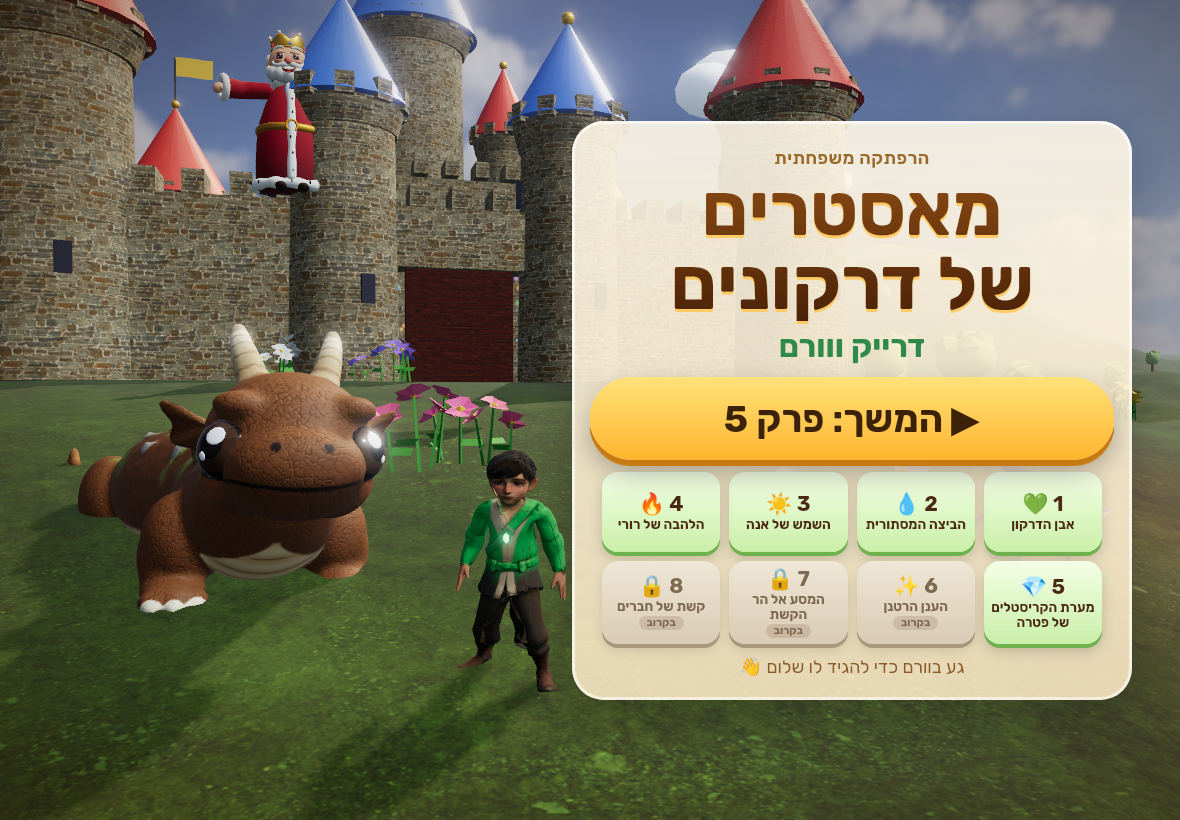 הרפתקה משפחתית
מאסטרים
של דרקונים
דרייק ווורם
▶ המשך: פרק 5
1 💚
אבן הדרקון
2 💧
הביצה המסתורית
3 ☀️
השמש של אנה
4 🔥
הלהבה של רורי
5 💎
מערת הקריסטלים
של פטרה
6 ✨
הענן הרטגן
בקרוב
7 🔒
המסע אל הר
הקשת
בקרוב
8 🔒
קשת של חברים
בקרוב
גע בוורם כדי להגיד לו שלום 👋